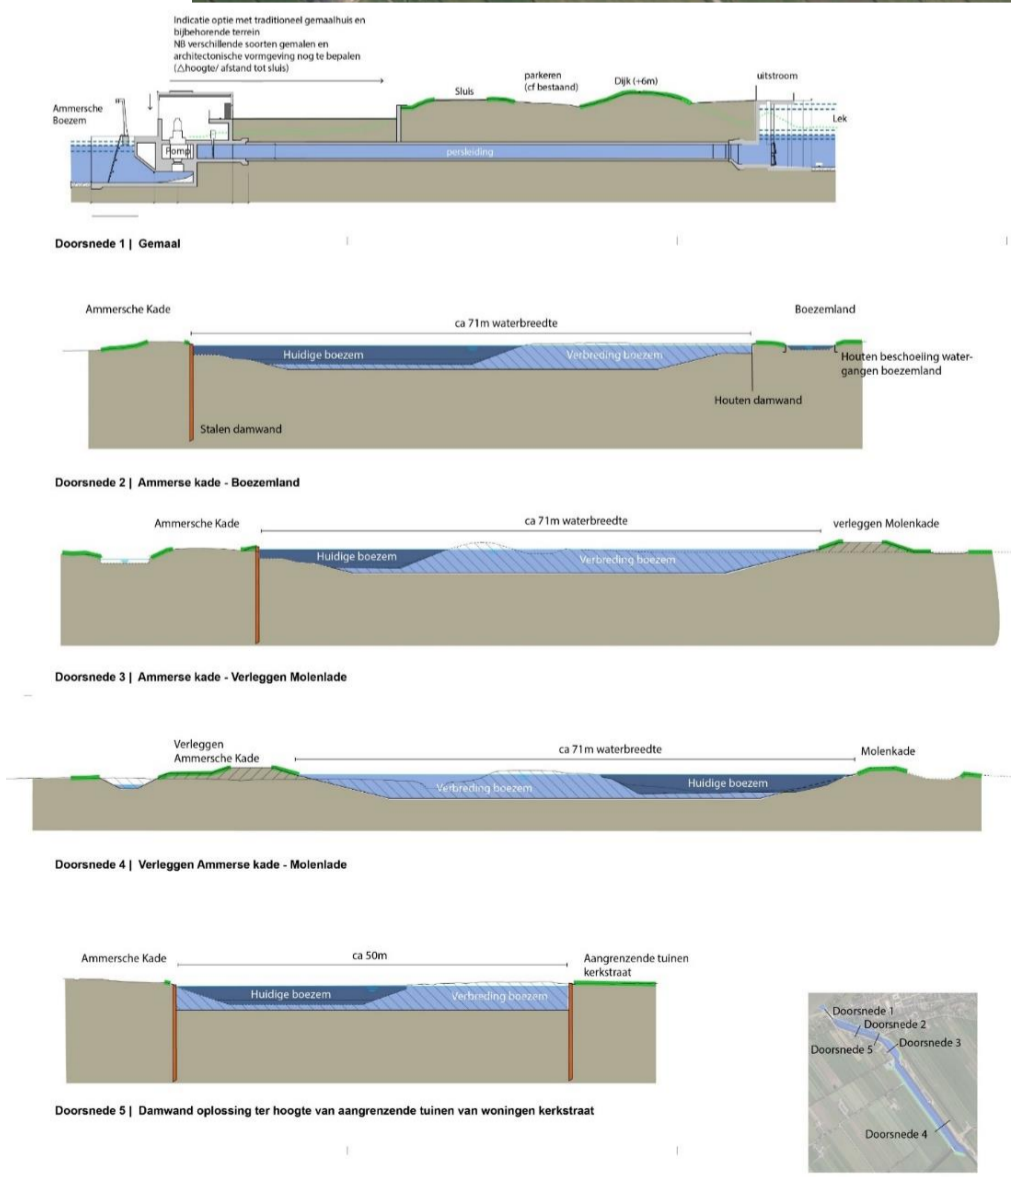 Indicatie optie met traditioneel gemaalhuis en
bijbehorende terrein
NB verschillende soorten gemalen en
architectonische vormgeving nog te bepalen
(△hoogte/ afstand tot sluis)
Ammersche
Boezem
Pomp
Sluis
parkeren
(cf bestaand)
Dijk (+6m)
uitstroom
Lek
persleiding
Doorsnede 1 | Gemaal
Ammersche Kade
ca 71m waterbreedte
Boezemland
Huidige boezem
Verbreding boezem
Houten beschoeiing water-
gangen boezemland
Houten damwand
Stalen damwand
Doorsnede 2 | Ammerse kade - Boezemland
Ammersche Kade
ca 71m waterbreedte
verleggen Molenkade
Huidige boezem
Verbreding boezem
Doorsnede 3 | Ammerse kade - Verleggen Molenlade
Verleggen
Ammersche Kade
ca 71m waterbreedte
Molenkade
Verbreding boezem
Huidige boezem
Doorsnede 4 | Verleggen Ammerse kade - Molenlade
Ammersche Kade
ca 50m
Aangrenzende tuinen
kerkstraat
Huidige boezem
Verbreding boezem
Doorsnede 5 | Damwand oplossing ter hoogte van aangrenzende tuinen van woningen kerkstraat
Doorsnede 1
Doorsnede 2
Doorsnede 3
Doorsnede 5
Doorsnede 4